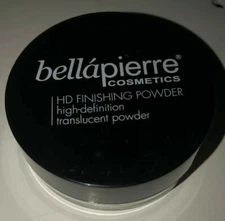 bellápierre®
COSMETICS
HD FINISHING POWDER
high-definition
translucent powder